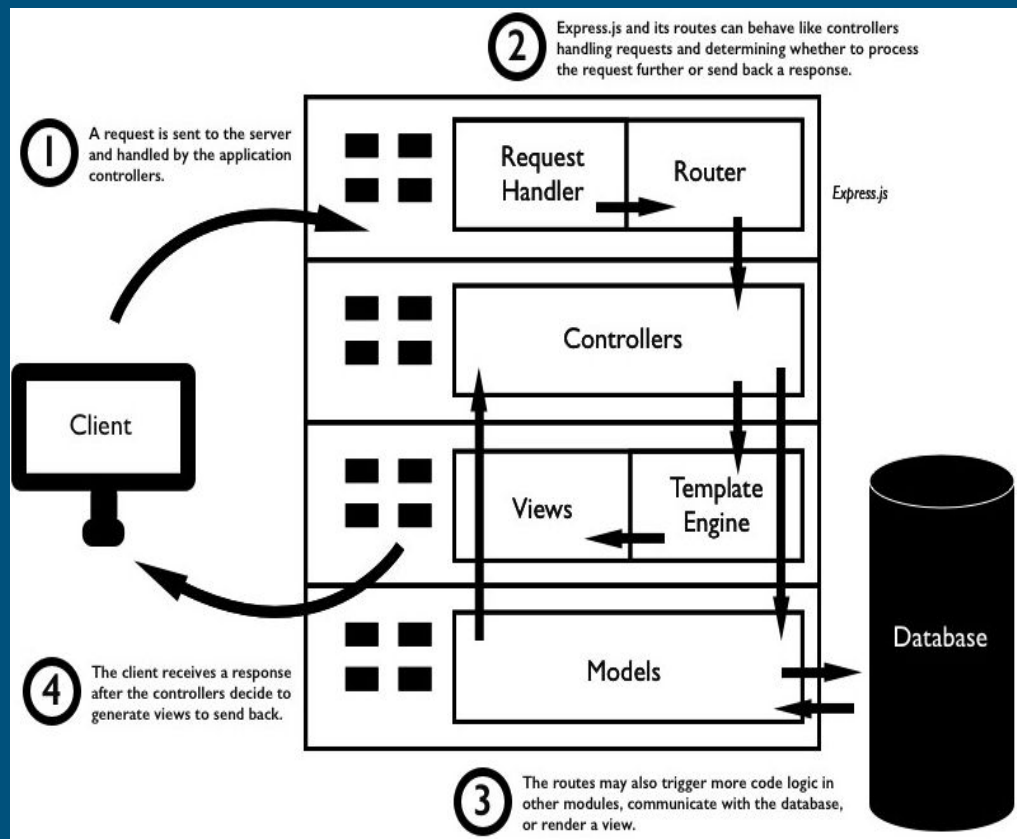 2
Express.js and its routes can behave like controllers
handling requests and determining whether to process
the request further or send back a response.
1
A request is sent to the server
and handled by the application
controllers.
Request
Handler
Router
Express.js
Controllers
Client
Views
Template
Engine
Database
Models
4
The client receives a response
after the controllers decide to
generate views to send back.
3
The routes may also trigger more code logic in
other modules, communicate with the database,
or render a view.